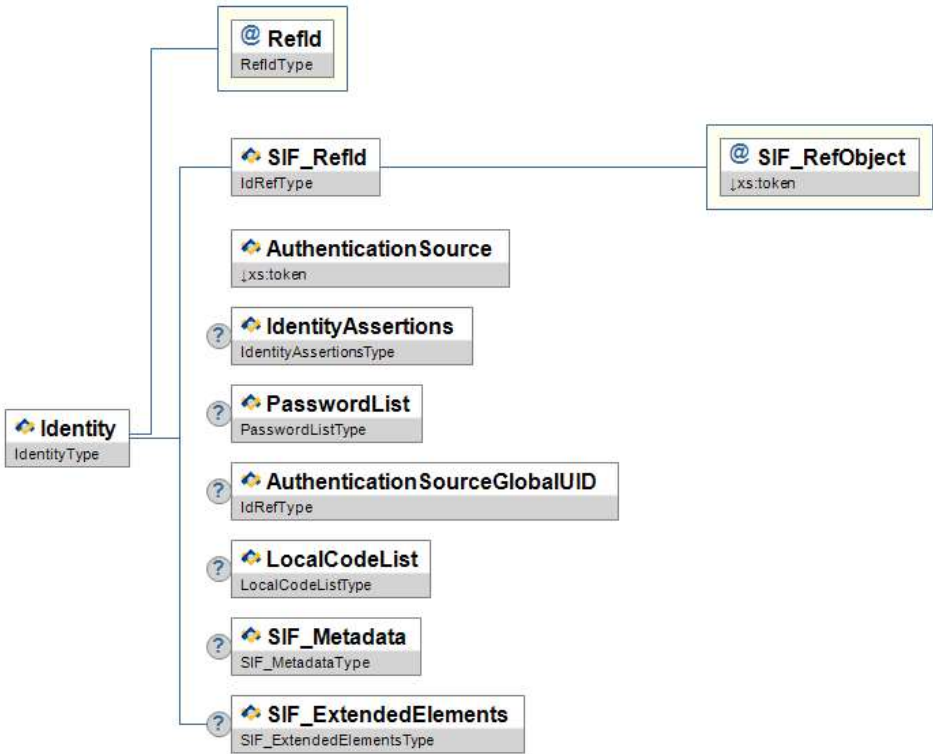 @ RefId
RefIdType
SIF_RefId
IdRefType
@ SIF_RefObject
↓xs:token
AuthenticationSource
↓xs:token
? IdentityAssertions
IdentityAssertionsType
? PasswordList
PasswordListType
Identity
IdentityType
? AuthenticationSourceGlobalUID
IdRefType
? LocalCodeList
LocalCodeListType
? SIF_Metadata
SIF_MetadataType
? SIF_ExtendedElements
SIF_ExtendedElementsType